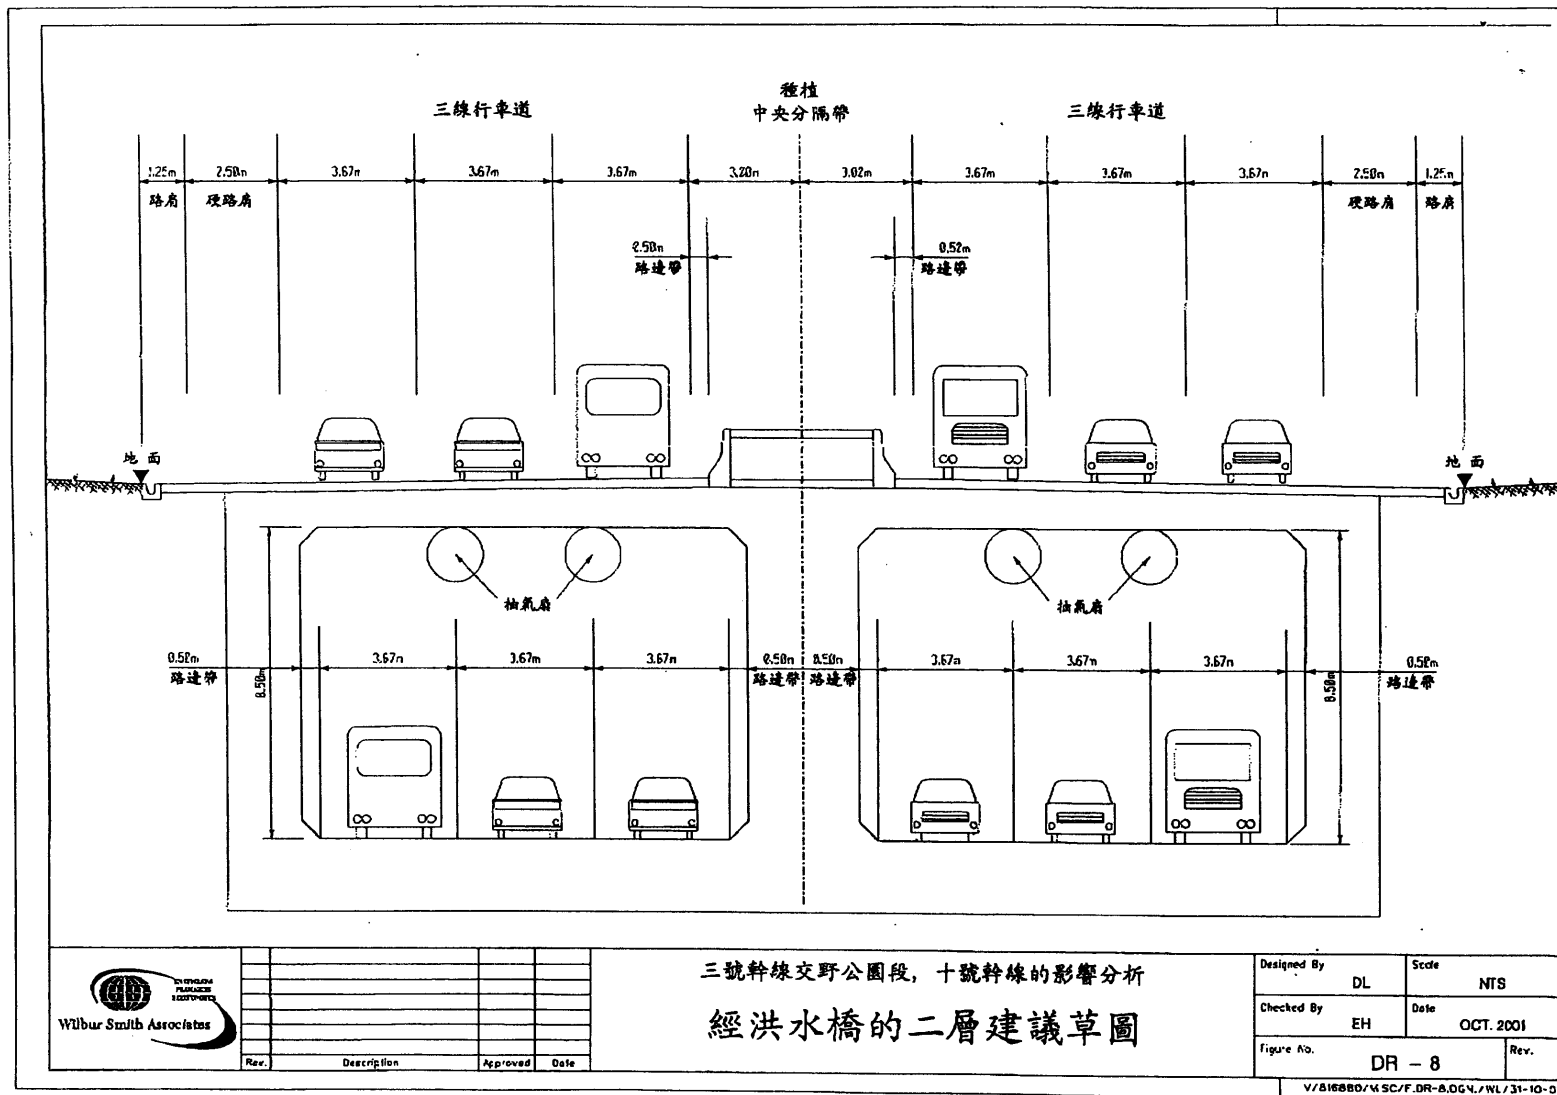 種植
三線行車道 中央分隔帶 三線行車道
1.25m 2.50m 3.67m 3.67m 3.67m 3.20m 3.02m 3.67m 3.67m 3.67m 2.50m 1.25m
路肩 硬路肩 硬路肩 路肩
0.50m 0.52m
路邊帶 路邊帶
地面 地面
抽氣扇 抽氣扇
0.50m 3.67m 3.67m 3.67m 0.50m 0.50m 3.67m 3.67m 3.67m 0.50m
路邊帶 路邊帶 路邊帶 路邊帶
8.50m 8.50m
Wilbur Smith Associates
Rev. Description Approved Date
三號幹線交野公園段, 十號幹線的影響分析
經洪水橋的二層建議草圖
Designed By DL Scale NTS
Checked By EH Date OCT. 2001
Figure No. DR - 8 Rev.